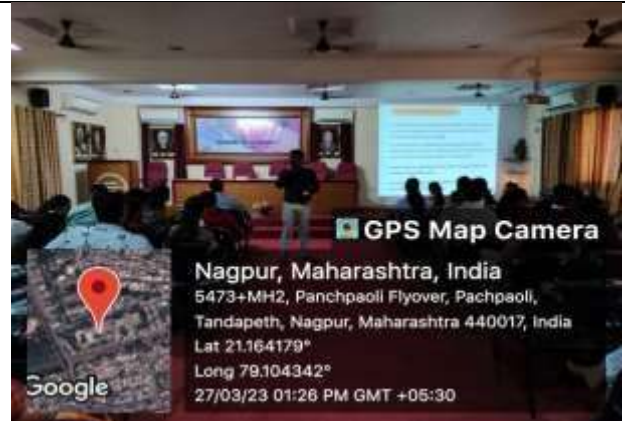 GPS Map Camera
Nagpur, Maharashtra, India
5473+MH2, Panchpaoli Flyover, Pachpaoli,
Tandapeth, Nagpur, Maharashtra 440017, India
Lat 21.164179°
Long 79.104342°
27/03/23 01:26 PM GMT +05:30
Google